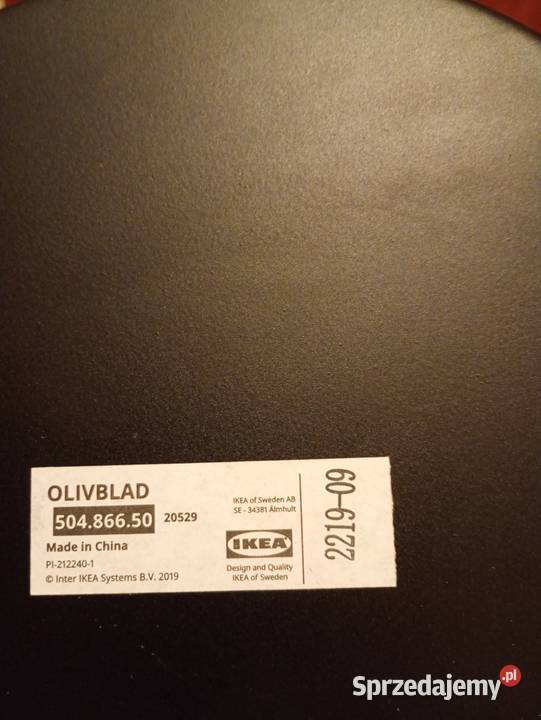 OLIVBLAD
504.866.50 20529
Made in China
PI-212240-1
© Inter IKEA Systems B.V. 2019
IKEA of Sweden AB
SE - 34381 Älmhult
IKEA
Design and Quality
IKEA of Sweden
2219-09
Sprzedajemy.pl